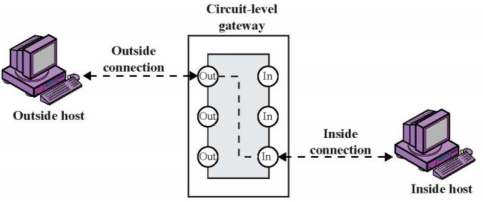 Circuit-level
gateway
Outside
connection
Out
In
Outside host
Out
In
Inside
connection
Out
In
Inside host